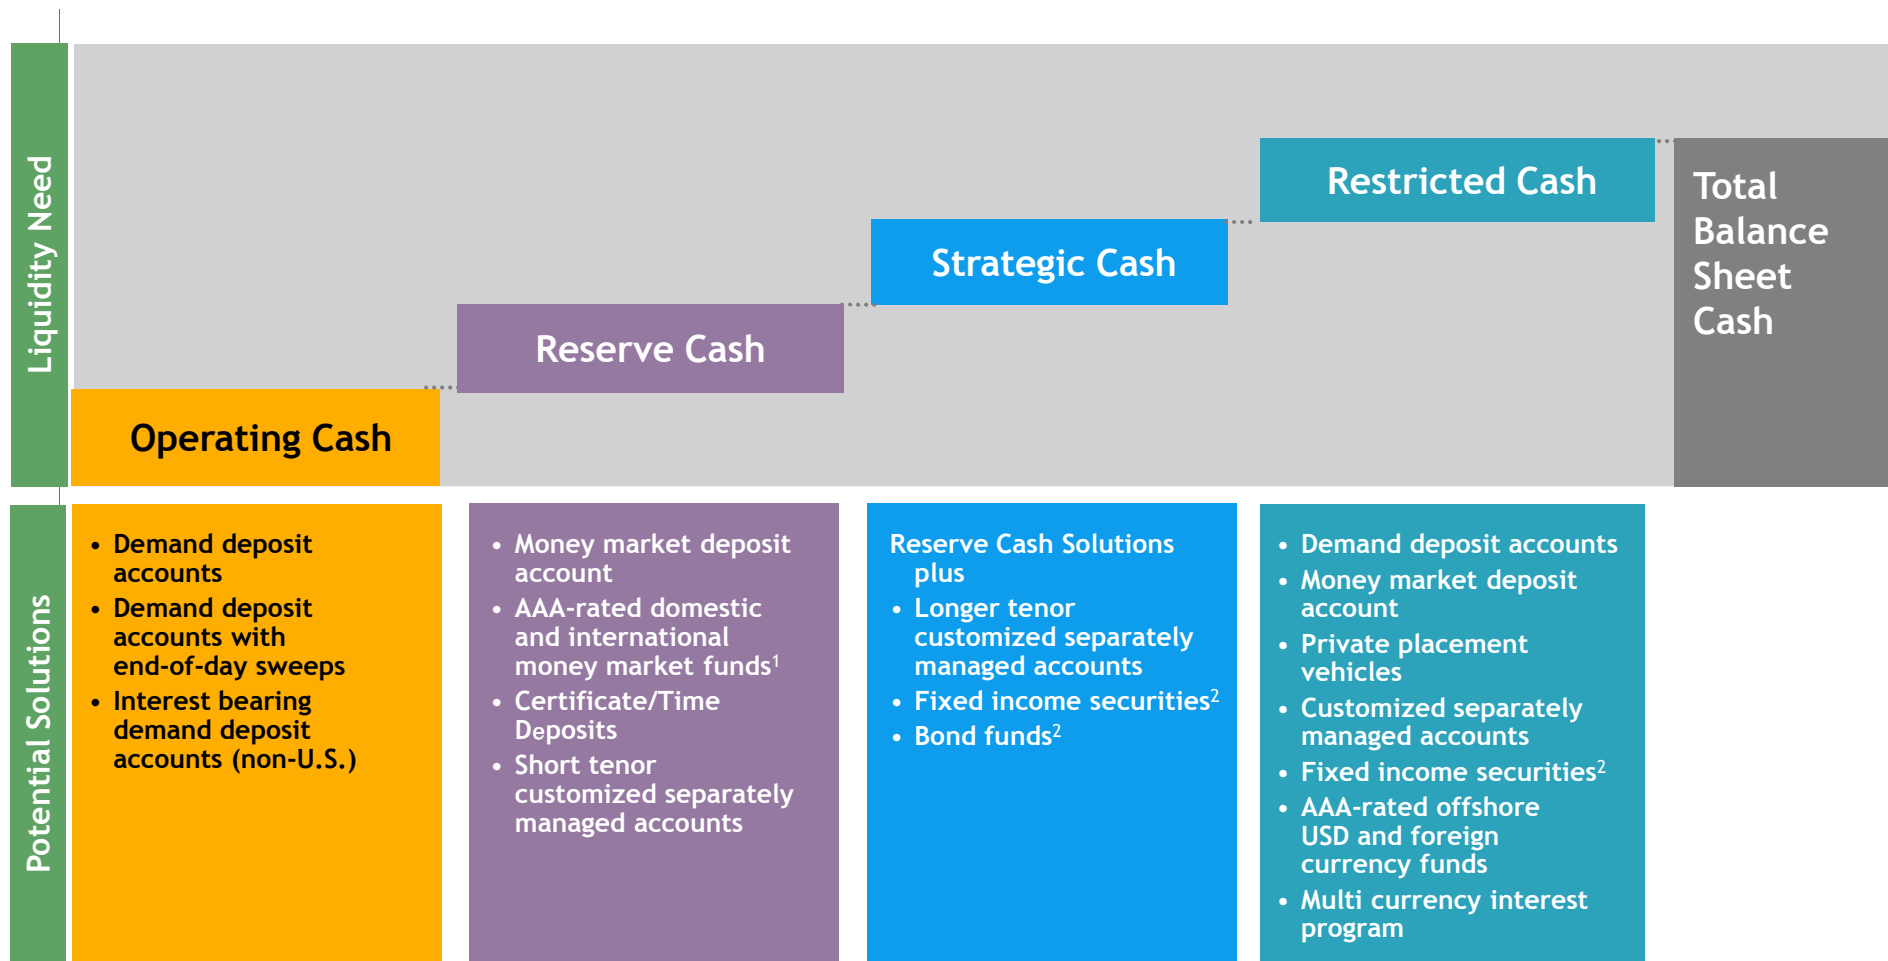 Liquidity Need
Operating Cash
Reserve Cash
Strategic Cash
Restricted Cash
Total
Balance
Sheet
Cash
Potential Solutions
• Demand deposit
accounts
• Demand deposit
accounts with
end-of-day sweeps
• Interest bearing
demand deposit
accounts (non-U.S.)
• Money market deposit
account
• AAA-rated domestic
and international
money market funds¹
• Certificate/Time
Deposits
• Short tenor
customized separately
managed accounts
Reserve Cash Solutions
plus
• Longer tenor
customized separately
managed accounts
• Fixed income securities²
• Bond funds²
• Demand deposit accounts
• Money market deposit
account
• Private placement
vehicles
• Customized separately
managed accounts
• Fixed income securities²
• AAA-rated offshore
USD and foreign
currency funds
• Multi currency interest
program